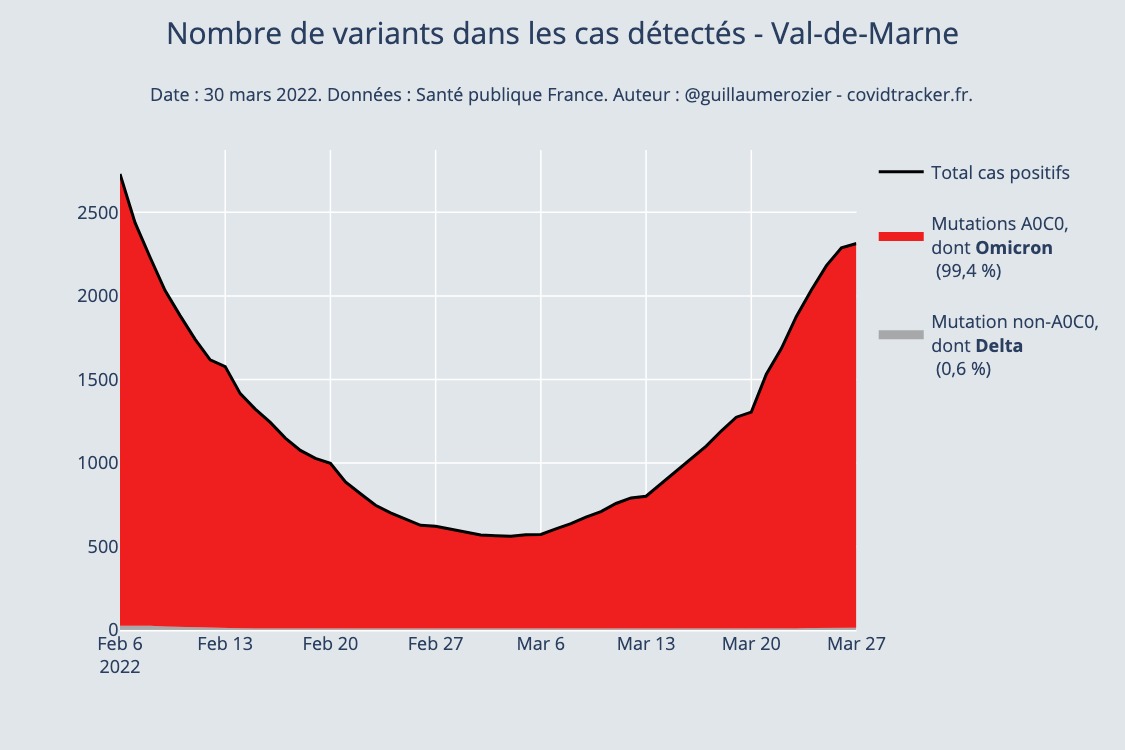 Nombre de variants dans les cas détectés - Val-de-Marne
Date : 30 mars 2022. Données : Santé publique France. Auteur : @guillaumerozier - covidtracker.fr.
Total cas positifs
Mutations A0C0,
dont Omicron
(99,4 %)
Mutation non-A0C0,
dont Delta
(0,6 %)
2500
2000
1500
1000
500
0
Feb 6 Feb 13 Feb 20 Feb 27 Mar 6 Mar 13 Mar 20 Mar 27
2022